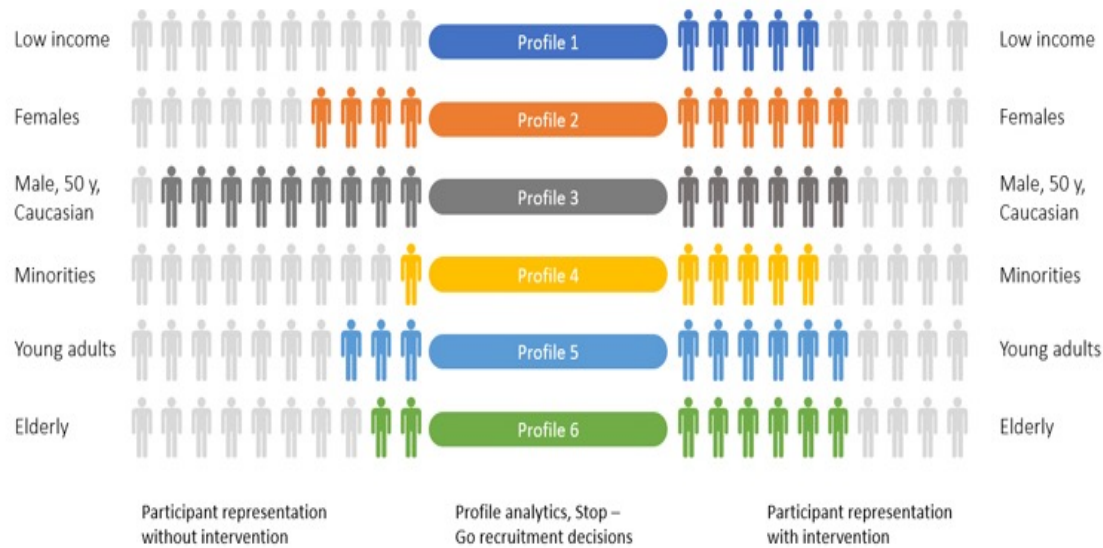 Low income
Profile 1
Low income
Females
Profile 2
Females
Male, 50 y,
Caucasian
Profile 3
Male, 50 y,
Caucasian
Minorities
Profile 4
Minorities
Young adults
Profile 5
Young adults
Elderly
Profile 6
Elderly
Participant representation
without intervention
Profile analytics, Stop –
Go recruitment decisions
Participant representation
with intervention